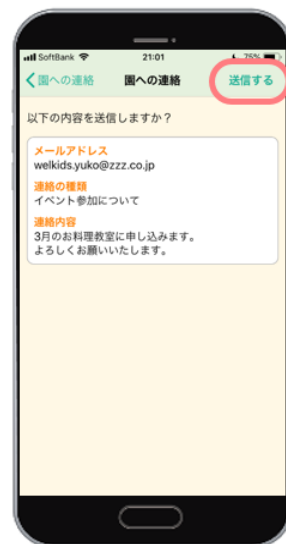 SoftBank 21:01 75%
園への連絡 園への連絡 送信する
以下の内容を送信しますか？
メールアドレス
welkids.yuko@zzz.co.jp
連絡の種類
イベント参加について
連絡内容
3月のお料理教室に申し込みます。
よろしくお願いいたします。